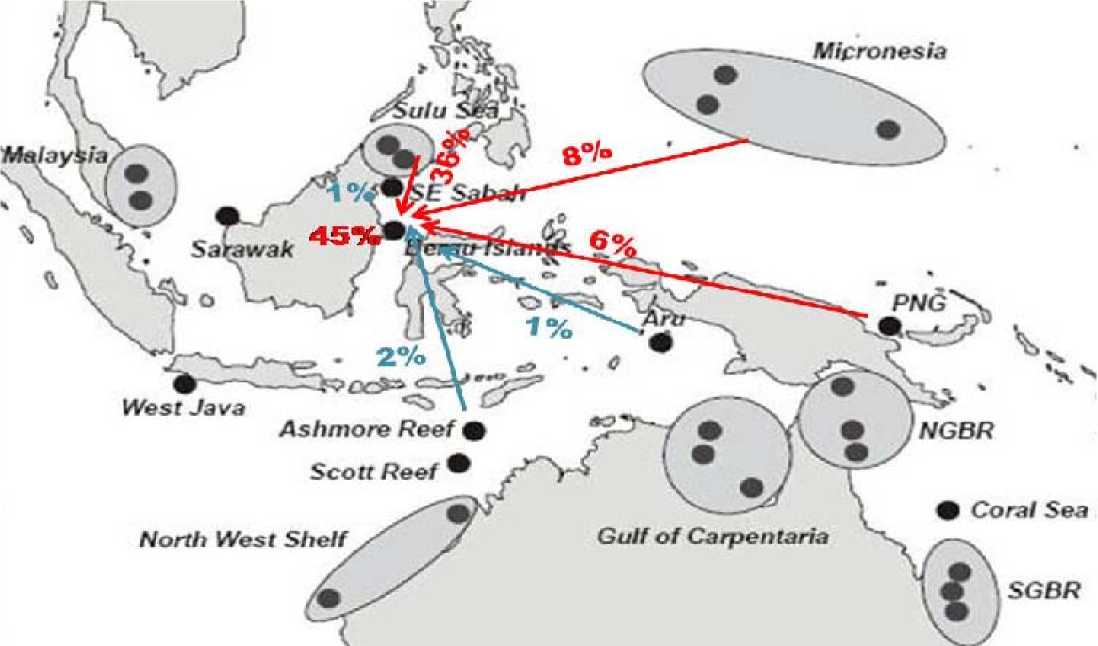 Micronesia
Sulu Sea
36%
8%
Malaysia
1%
SE Sabah
45%
Sarawak
Berau Islands
6%
PNG
Aru
1%
2%
West Java
Ashmore Reef
NGBR
Scott Reef
Coral Sea
North West Shelf
Gulf of Carpentaria
SGBR